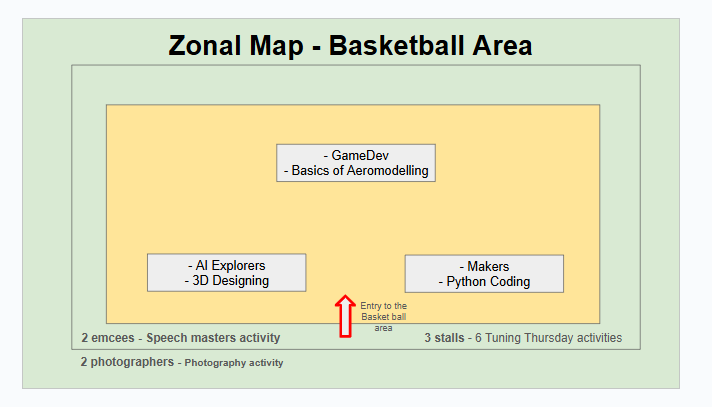 Zonal Map - Basketball Area
- GameDev
- Basics of Aeromodelling
- AI Explorers
- 3D Designing
- Makers
- Python Coding
Entry to the
Basket ball
area
2 emcees - Speech masters activity
3 stalls - 6 Tuning Thursday activities
2 photographers - Photography activity